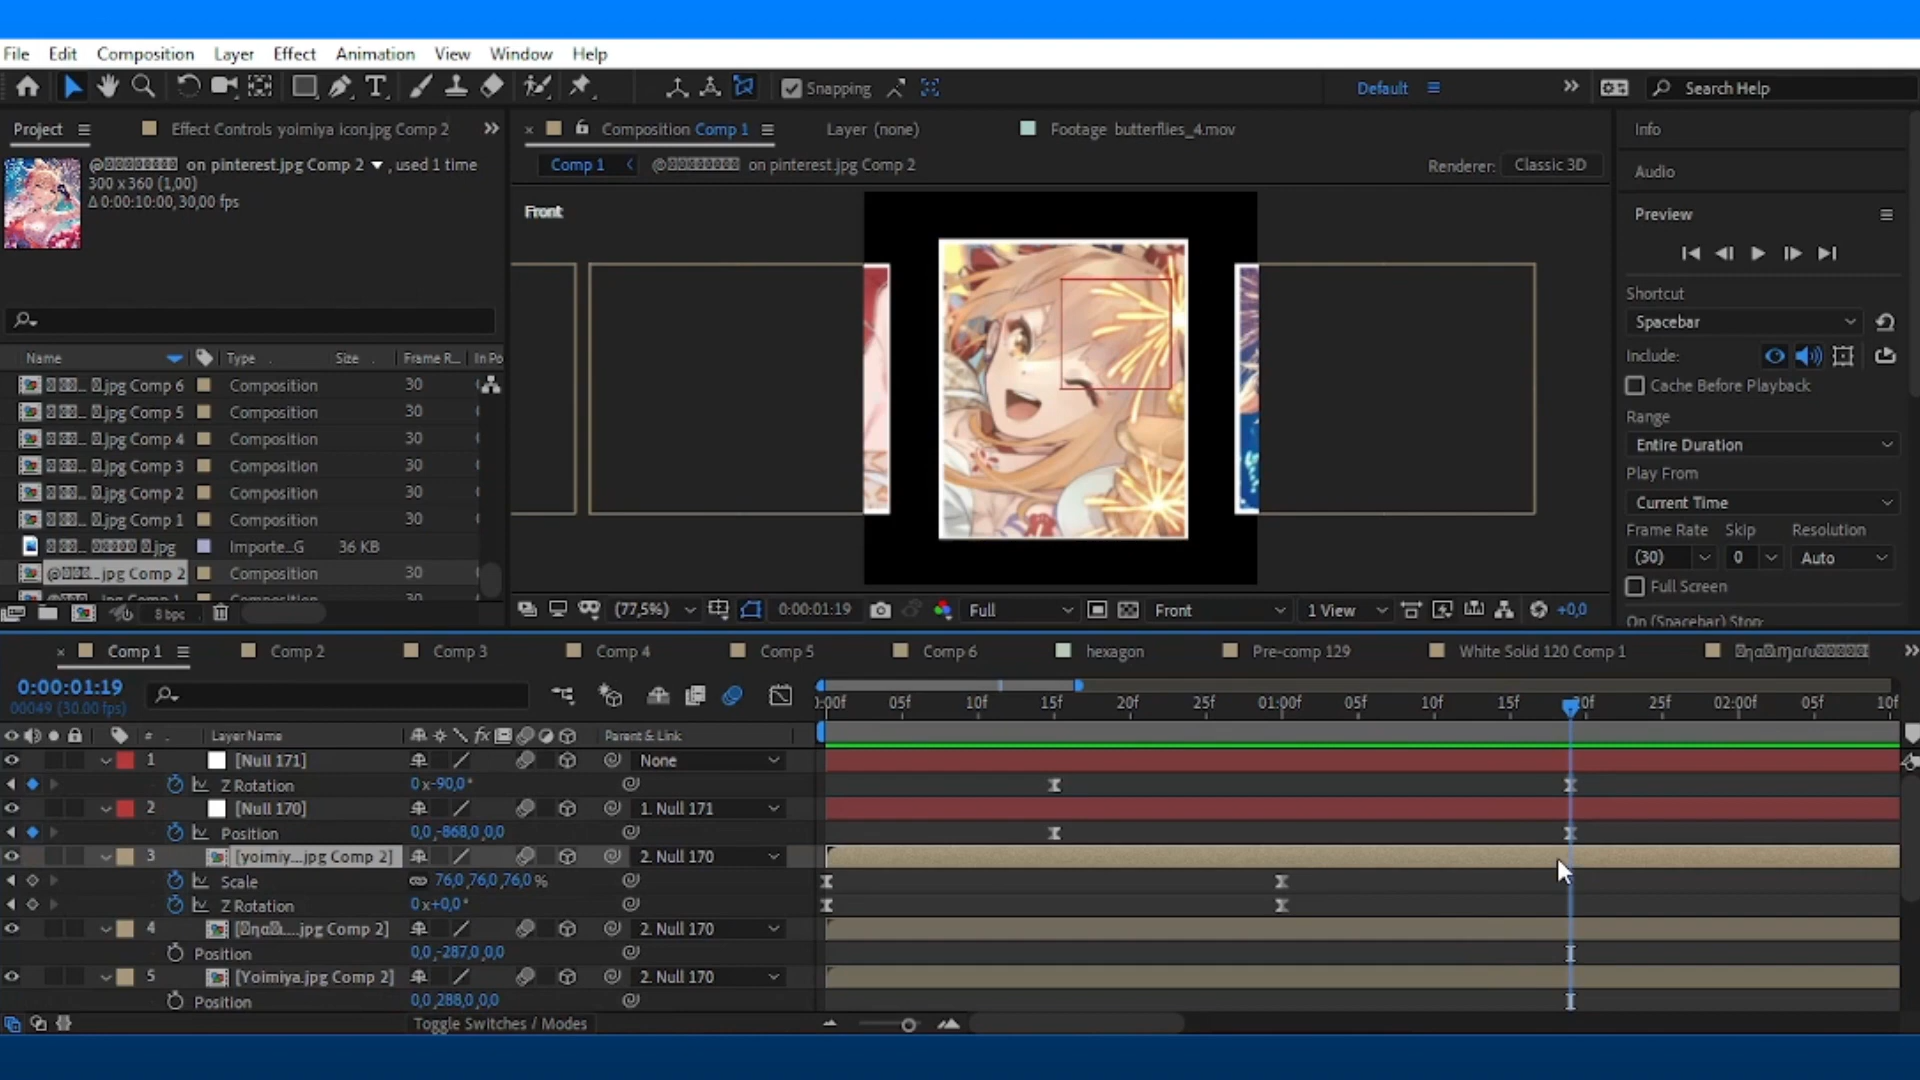 File Edit Composition Layer Effect Animation View Window Help
Snapping Default Search Help
Project Effect Controls yoimiya icon.jpg Comp 2
Composition Comp 1 Layer (none) Footage butterflies_4.mov
Info
on pinterest.jpg Comp 2 , used 1 time
300 x 360 (1,00)
Δ 0:00:10:00, 30,00 fps
Comp 1 on pinterest.jpg Comp 2 Renderer: Classic 3D
Audio
Front
Preview
Shortcut
Spacebar
Include:
Cache Before Playback
Range
Entire Duration
Play From
Current Time
Frame Rate Skip Resolution
(30) 0 Auto
Full Screen
On (Spacebar) Stop:
Name Type Size Frame R... In Po
.jpg Comp 6 Composition 30
.jpg Comp 5 Composition 30
.jpg Comp 4 Composition 30
.jpg Comp 3 Composition 30
.jpg Comp 2 Composition 30
.jpg Comp 1 Composition 30
.jpg Importe_G 36 KB
...jpg Comp 2 Composition 30
8 bpc
(77,5%) 0:00:01:19 Full Front 1 View +0,0
Comp 1 Comp 2 Comp 3 Comp 4 Comp 5 Comp 6 hexagon Pre-comp 129 White Solid 120 Comp 1
0:00:01:19
00049 (30.00 fps)
):00f 05f 10f 15f 20f 25f 01:00f 05f 10f 15f 20f 25f 02:00f 05f 10f
# Layer Name Parent & Link
1 [Null 171] None
Z Rotation 0 x-90,0°
2 [Null 170] 1. Null 171
Position 0,0,-868,0,0,0
3 [yoimiy....jpg Comp 2] 2. Null 170
Scale 76,0,76,0,76,0 %
Z Rotation 0 x+0,0°
4 ....jpg Comp 2] 2. Null 170
Position 0,0,-287,0,0,0
5 [Yoimiya.jpg Comp 2] 2. Null 170
Position 0,0,288,0,0,0
Toggle Switches / Modes